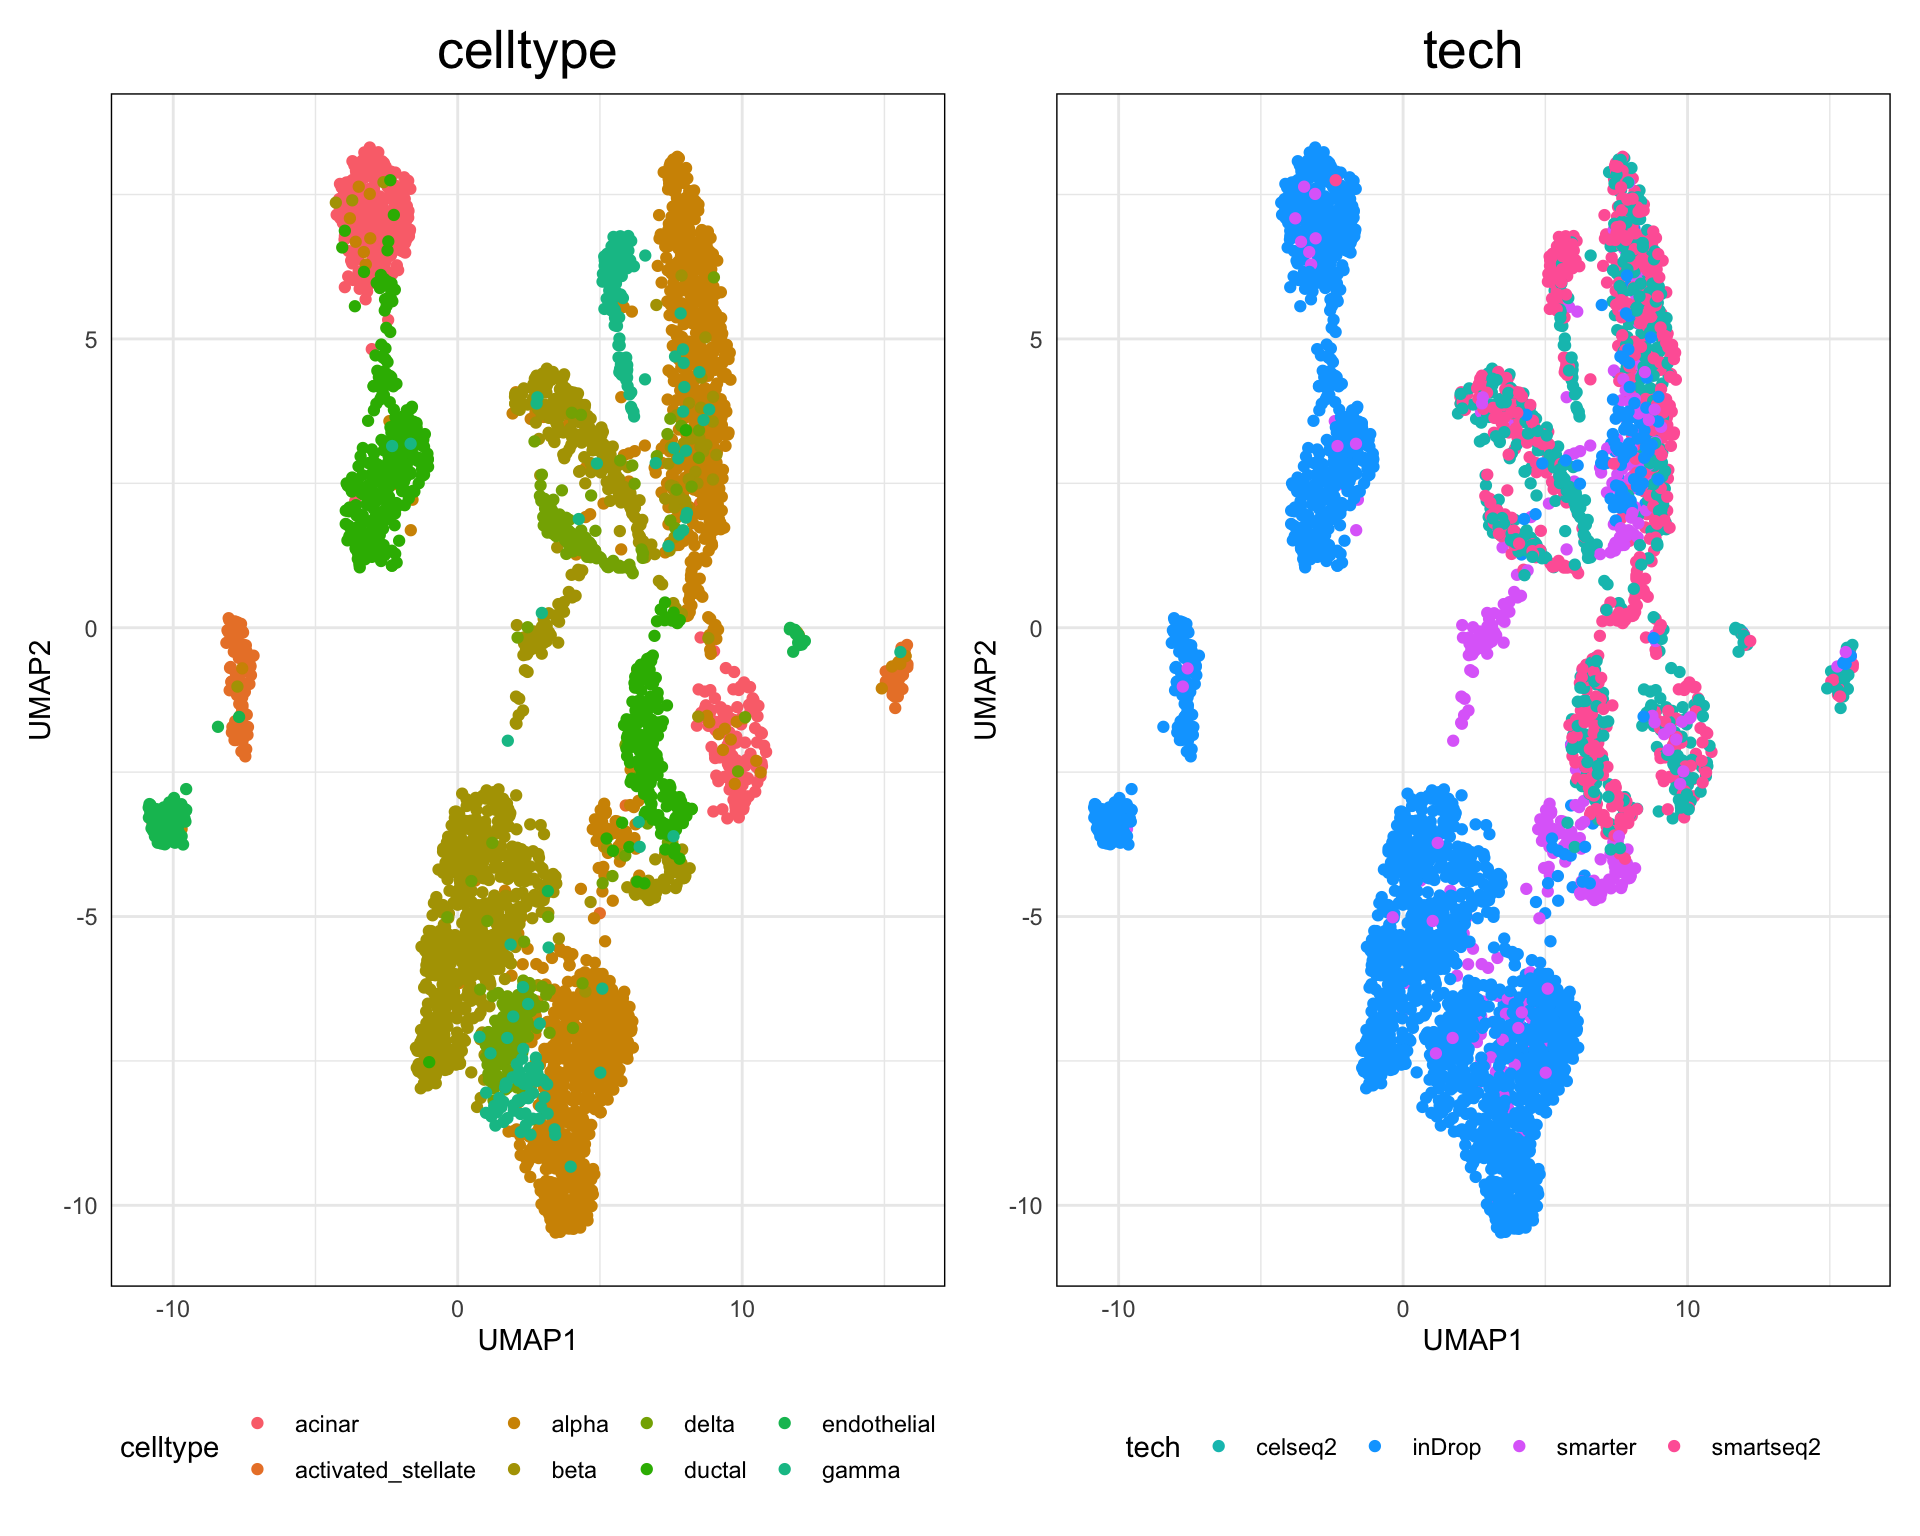 celltype
tech
5
0
-5
-10
UMAP2
-10
0
10
UMAP1
5
0
-5
-10
UMAP2
-10
0
10
UMAP1
celltype
acinar
alpha
delta
endothelial
activated_stellate
beta
ductal
gamma
tech
celseq2
inDrop
smarter
smartseq2